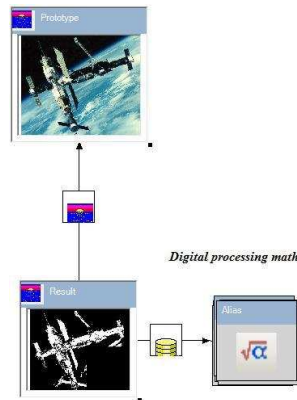 Prototype
Digital processing math
Result
Alias
√α